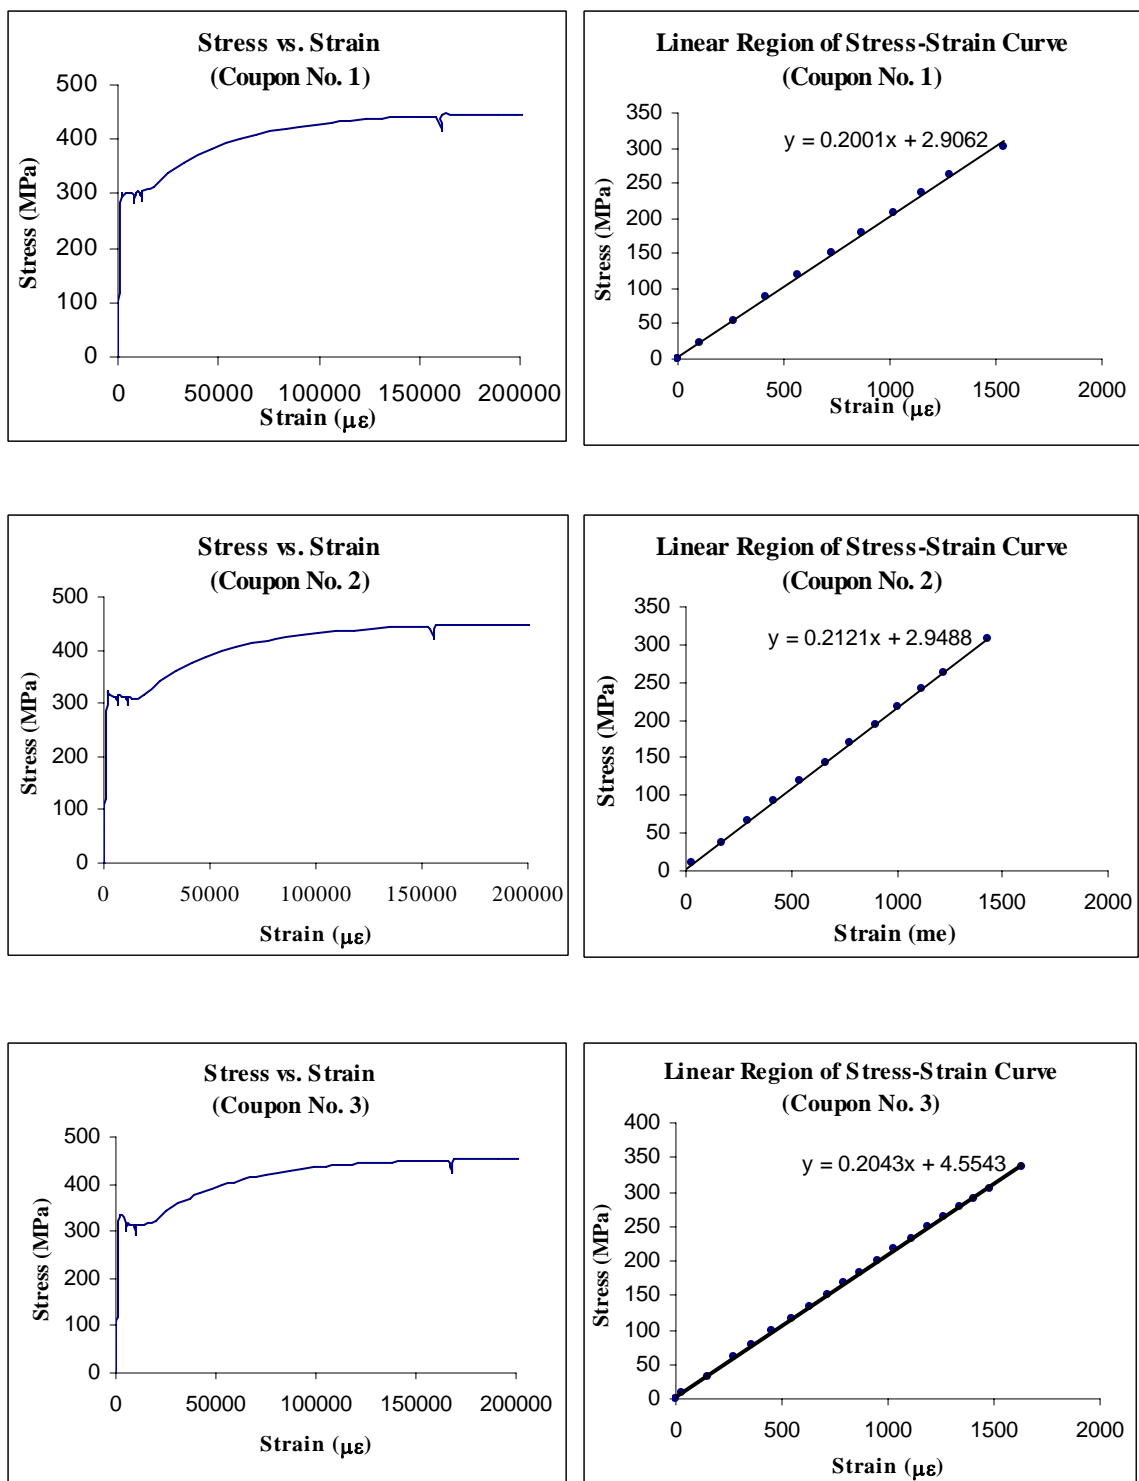 Stress vs. Strain
(Coupon No. 1)
500
400
300
200
100
0
Stress (MPa)
0 50000 100000 150000 200000
Strain (με)
Linear Region of Stress-Strain Curve
(Coupon No. 1)
y = 0.2001x + 2.9062
350
300
250
200
150
100
50
0
Stress (MPa)
0 500 1000 1500 2000
Strain (με)
Stress vs. Strain
(Coupon No. 2)
500
400
300
200
100
0
Stress (MPa)
0 50000 100000 150000 200000
Strain (με)
Linear Region of Stress-Strain Curve
(Coupon No. 2)
y = 0.2121x + 2.9488
350
300
250
200
150
100
50
0
Stress (MPa)
0 500 1000 1500 2000
Strain (me)
Stress vs. Strain
(Coupon No. 3)
500
400
300
200
100
0
Stress (MPa)
0 50000 100000 150000 200000
Strain (με)
Linear Region of Stress-Strain Curve
(Coupon No. 3)
y = 0.2043x + 4.5543
400
350
300
250
200
150
100
50
0
Stress (MPa)
0 500 1000 1500 2000
Strain (με)